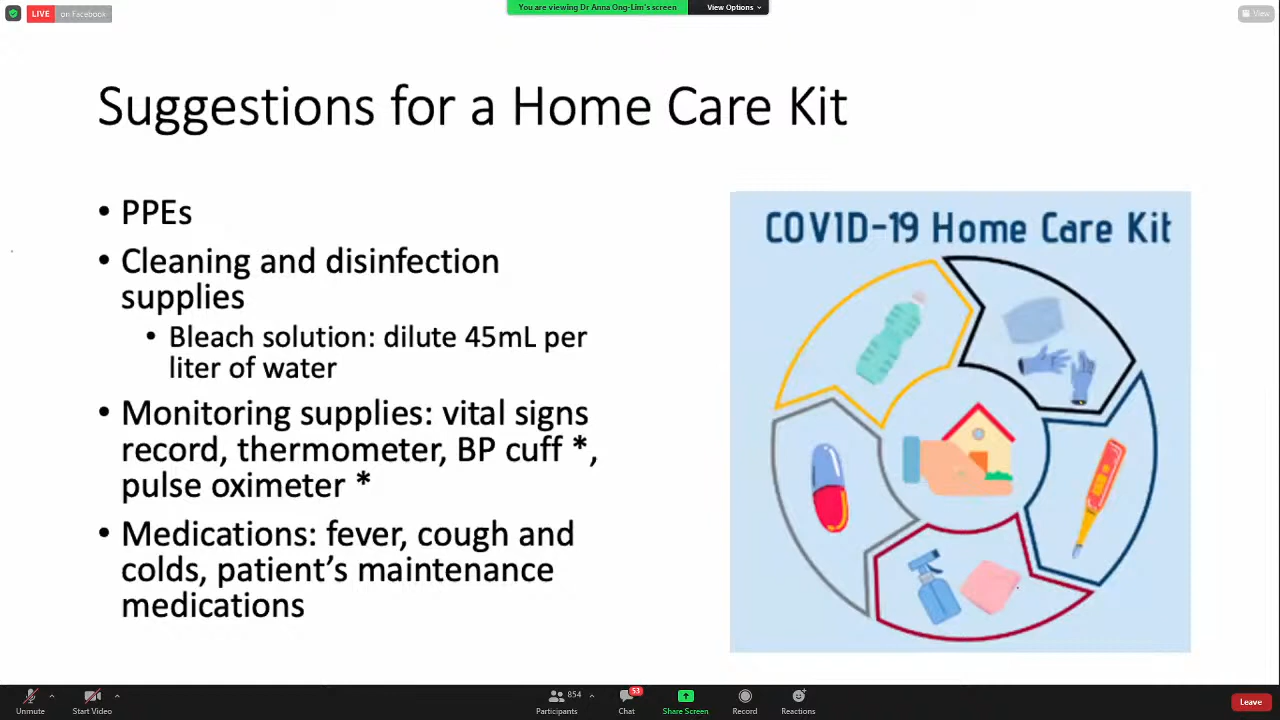 LIVE on Facebook
You are viewing Dr Anna Ong-Lim's screen
View Options
View
Suggestions for a Home Care Kit
• PPEs
• Cleaning and disinfection
supplies
• Bleach solution: dilute 45mL per
liter of water
• Monitoring supplies: vital signs
record, thermometer, BP cuff *,
pulse oximeter *
• Medications: fever, cough and
colds, patient's maintenance
medications
COVID-19 Home Care Kit
Unmute
Start Video
854
Participants
53
Chat
Share Screen
Record
Reactions
Leave